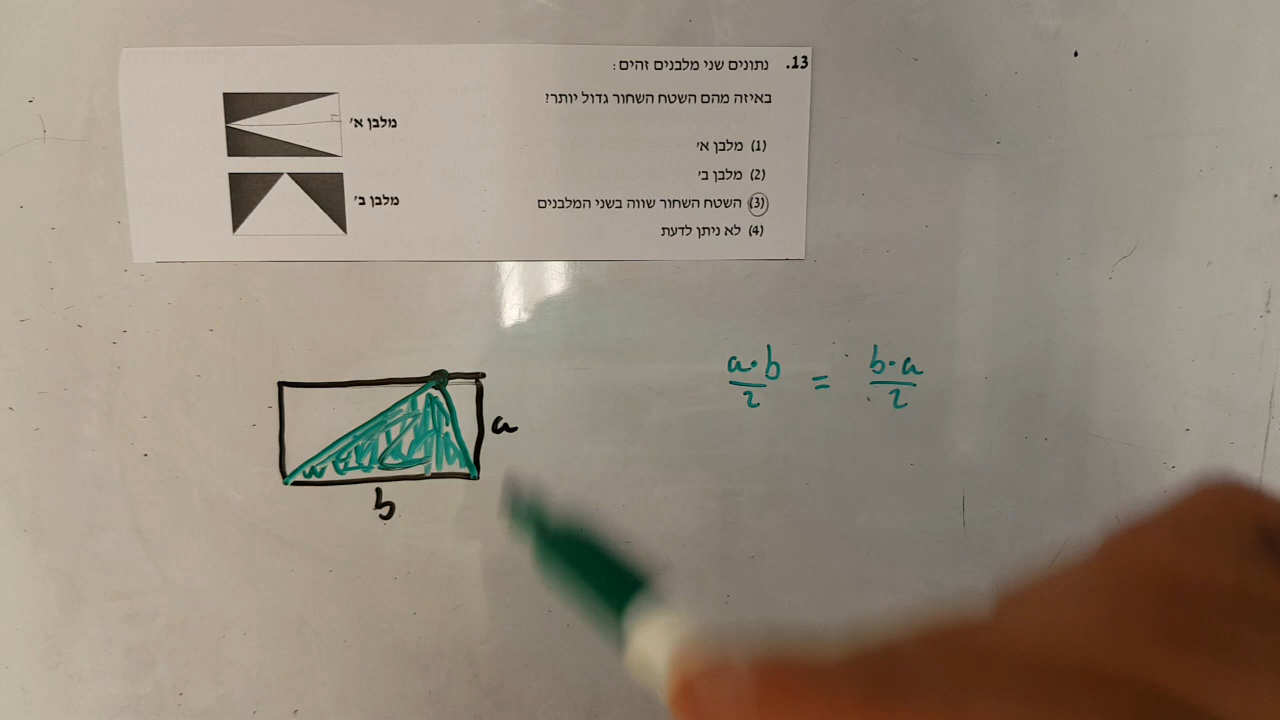 13. נתונים שני מלבנים זהים:
באיזה מהם השטח השחור גדול יותר?
(1) מלבן א'
(2) מלבן ב'
(3) השטח השחור שווה בשני המלבנים
(4) לא ניתן לדעת
מלבן א'
מלבן ב'
a
b
a·b/2 = b·a/2